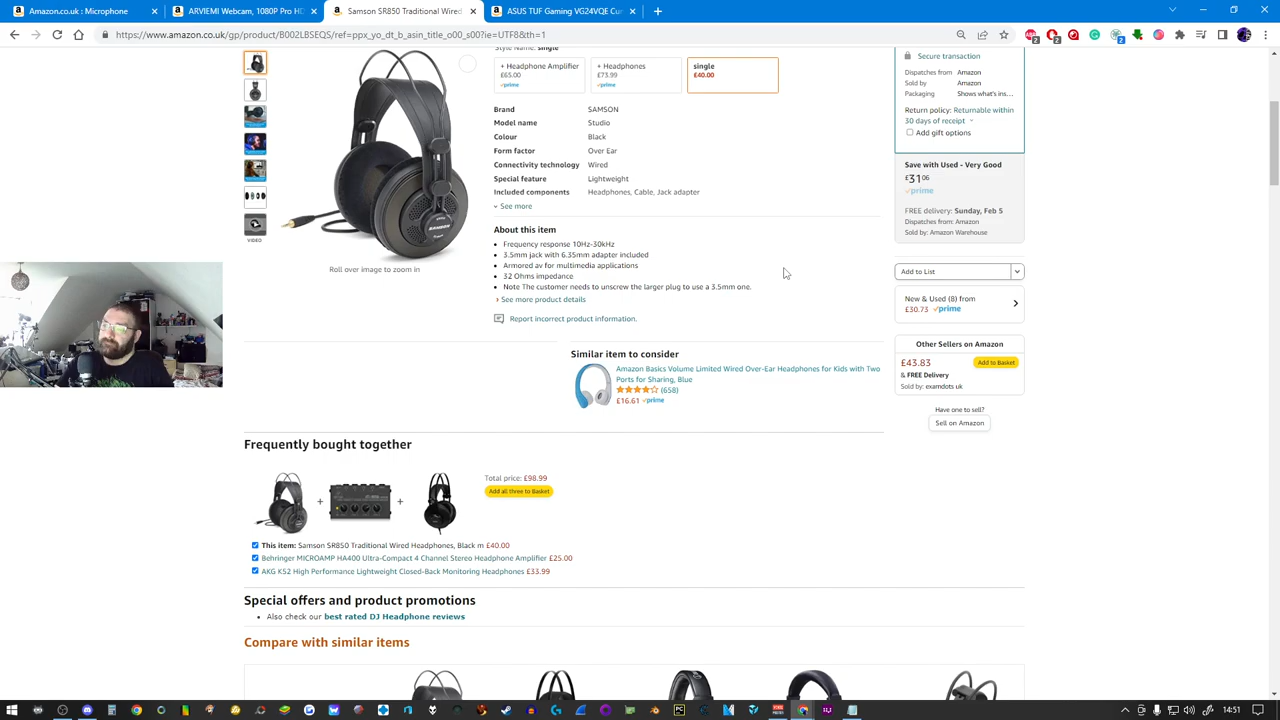 Amazon.co.uk: Microphone
ARVIEMI Webcam, 1080P Pro HD
Samson SR850 Traditional Wired
ASUS TUF Gaming VG24VQE Cur
https://www.amazon.co.uk/gp/product/B002LBSEQS/ref=ppx_yo_dt_b_asin_title_o00_s00?ie=UTF8&th=1
Style Name: single
+ Headphone Amplifier
£65.00
prime
+ Headphones
£73.99
prime
single
£40.00
Brand SAMSON
Model name Studio
Colour Black
Form factor Over Ear
Connectivity technology Wired
Special feature Lightweight
Included components Headphones, Cable, Jack adapter
See more
About this item
Frequency response 10Hz-30kHz
3.5mm jack with 6.35mm adapter included
Armored av for multimedia applications
32 Ohms impedance
Note The customer needs to unscrew the larger plug to use a 3.5mm one.
See more product details
Report incorrect product information.
VIDEO
SAMSON
Roll over image to zoom in
Secure transaction
Dispatches from Amazon
Sold by Amazon
Packaging Shows what's ins…
Return policy: Returnable within
30 days of receipt
Add gift options
Save with Used - Very Good
£31 06
prime
FREE delivery: Sunday, Feb 5
Dispatches from: Amazon
Sold by: Amazon Warehouse
Add to List
New & Used (8) from
£30.73 prime
Other Sellers on Amazon
£43.83 Add to Basket
& FREE Delivery
Sold by: examdots uk
Have one to sell?
Sell on Amazon
Similar item to consider
Amazon Basics Volume Limited Wired Over-Ear Headphones for Kids with Two
Ports for Sharing, Blue
(658)
£16.61 prime
Frequently bought together
+ +
Total price: £98.99
Add all three to Basket
This item: Samson SR850 Traditional Wired Headphones, Black m £40.00
Behringer MICROAMP HA400 Ultra-Compact 4 Channel Stereo Headphone Amplifier £25.00
AKG K52 High Performance Lightweight Closed-Back Monitoring Headphones £33.99
Special offers and product promotions
Also check our best rated DJ Headphone reviews
Compare with similar items
14:51